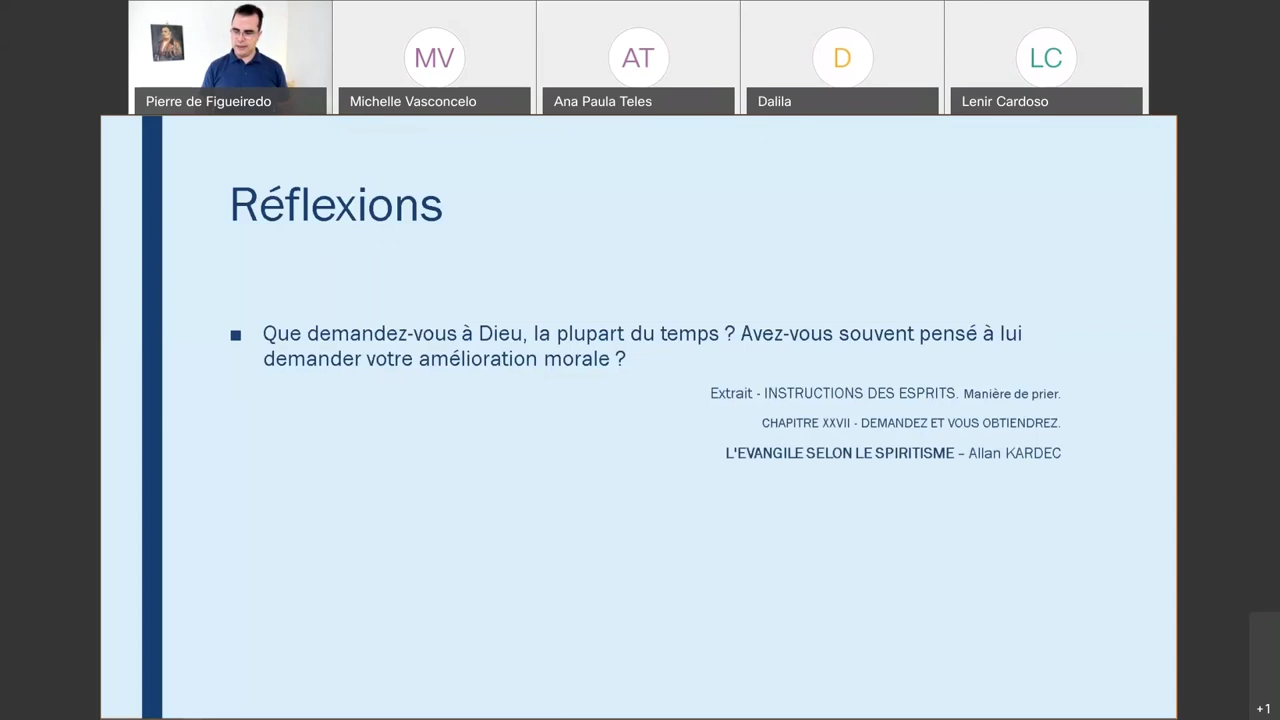 MV
AT
D
LC
Pierre de Figueiredo
Michelle Vasconcelo
Ana Paula Teles
Dalila
Lenir Cardoso
Réflexions
Que demandez-vous à Dieu, la plupart du temps ? Avez-vous souvent pensé à lui
demander votre amélioration morale ?
Extrait - INSTRUCTIONS DES ESPRITS. Manière de prier.
CHAPITRE XXVII - DEMANDEZ ET VOUS OBTIENDREZ.
L'EVANGILE SELON LE SPIRITISME – Allan KARDEC
+1